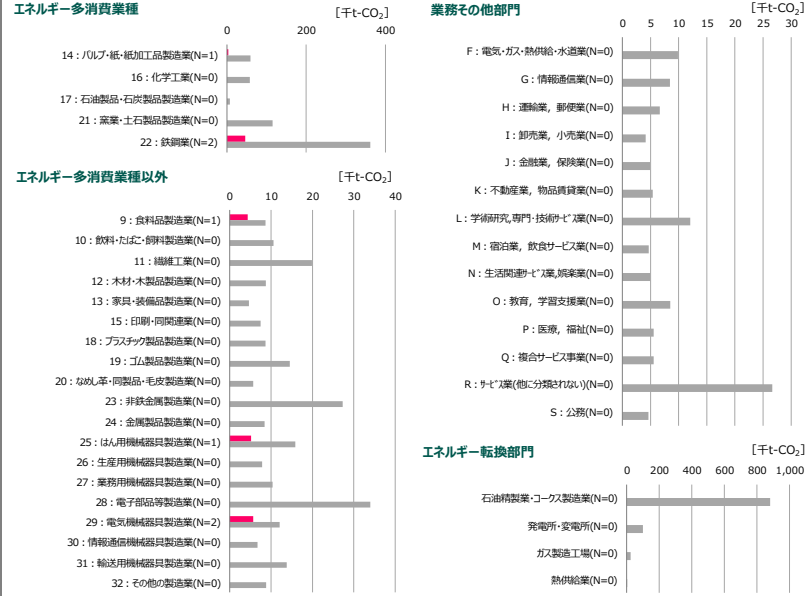 エネルギー多消費業種
[千t-CO₂]
0 200 400
14：パルプ・紙・紙加工品製造業(N=1)
16：化学工業(N=0)
17：石油製品・石炭製品製造業(N=0)
21：窯業・土石製品製造業(N=0)
22：鉄鋼業(N=2)
エネルギー多消費業種以外
[千t-CO₂]
0 10 20 30 40
9：食料品製造業(N=1)
10：飲料・たばこ・飼料製造業(N=0)
11：繊維工業(N=0)
12：木材・木製品製造業(N=0)
13：家具・装備品製造業(N=0)
15：印刷・同関連業(N=0)
18：プラスチック製品製造業(N=0)
19：ゴム製品製造業(N=0)
20：なめし革・同製品・毛皮製造業(N=0)
23：非鉄金属製造業(N=0)
24：金属製品製造業(N=0)
25：はん用機械器具製造業(N=1)
26：生産用機械器具製造業(N=0)
27：業務用機械器具製造業(N=0)
28：電子部品等製造業(N=0)
29：電気機械器具製造業(N=2)
30：情報通信機械器具製造業(N=0)
31：輸送用機械器具製造業(N=0)
32：その他の製造業(N=0)
業務その他部門
[千t-CO₂]
0 5 10 15 20 25 30
F：電気・ガス・熱供給・水道業(N=0)
G：情報通信業(N=0)
H：運輸業，郵便業(N=0)
I：卸売業，小売業(N=0)
J：金融業，保険業(N=0)
K：不動産業，物品賃貸業(N=0)
L：学術研究,専門・技術ｻｰﾋﾞｽ業(N=0)
M：宿泊業，飲食サービス業(N=0)
N：生活関連ｻｰﾋﾞｽ業,娯楽業(N=0)
O：教育，学習支援業(N=0)
P：医療，福祉(N=0)
Q：複合サービス事業(N=0)
R：ｻｰﾋﾞｽ業(他に分類されない)(N=0)
S：公務(N=0)
エネルギー転換部門
[千t-CO₂]
0 200 400 600 800 1,000
石油精製業・コークス製造業(N=0)
発電所・変電所(N=0)
ガス製造工場(N=0)
熱供給業(N=0)